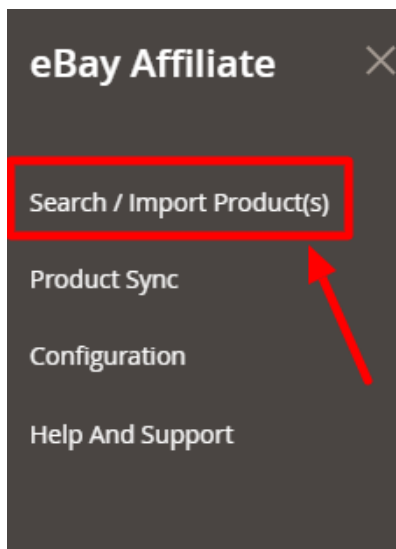 eBay Affiliate
Search / Import Product(s)
Product Sync
Configuration
Help And Support